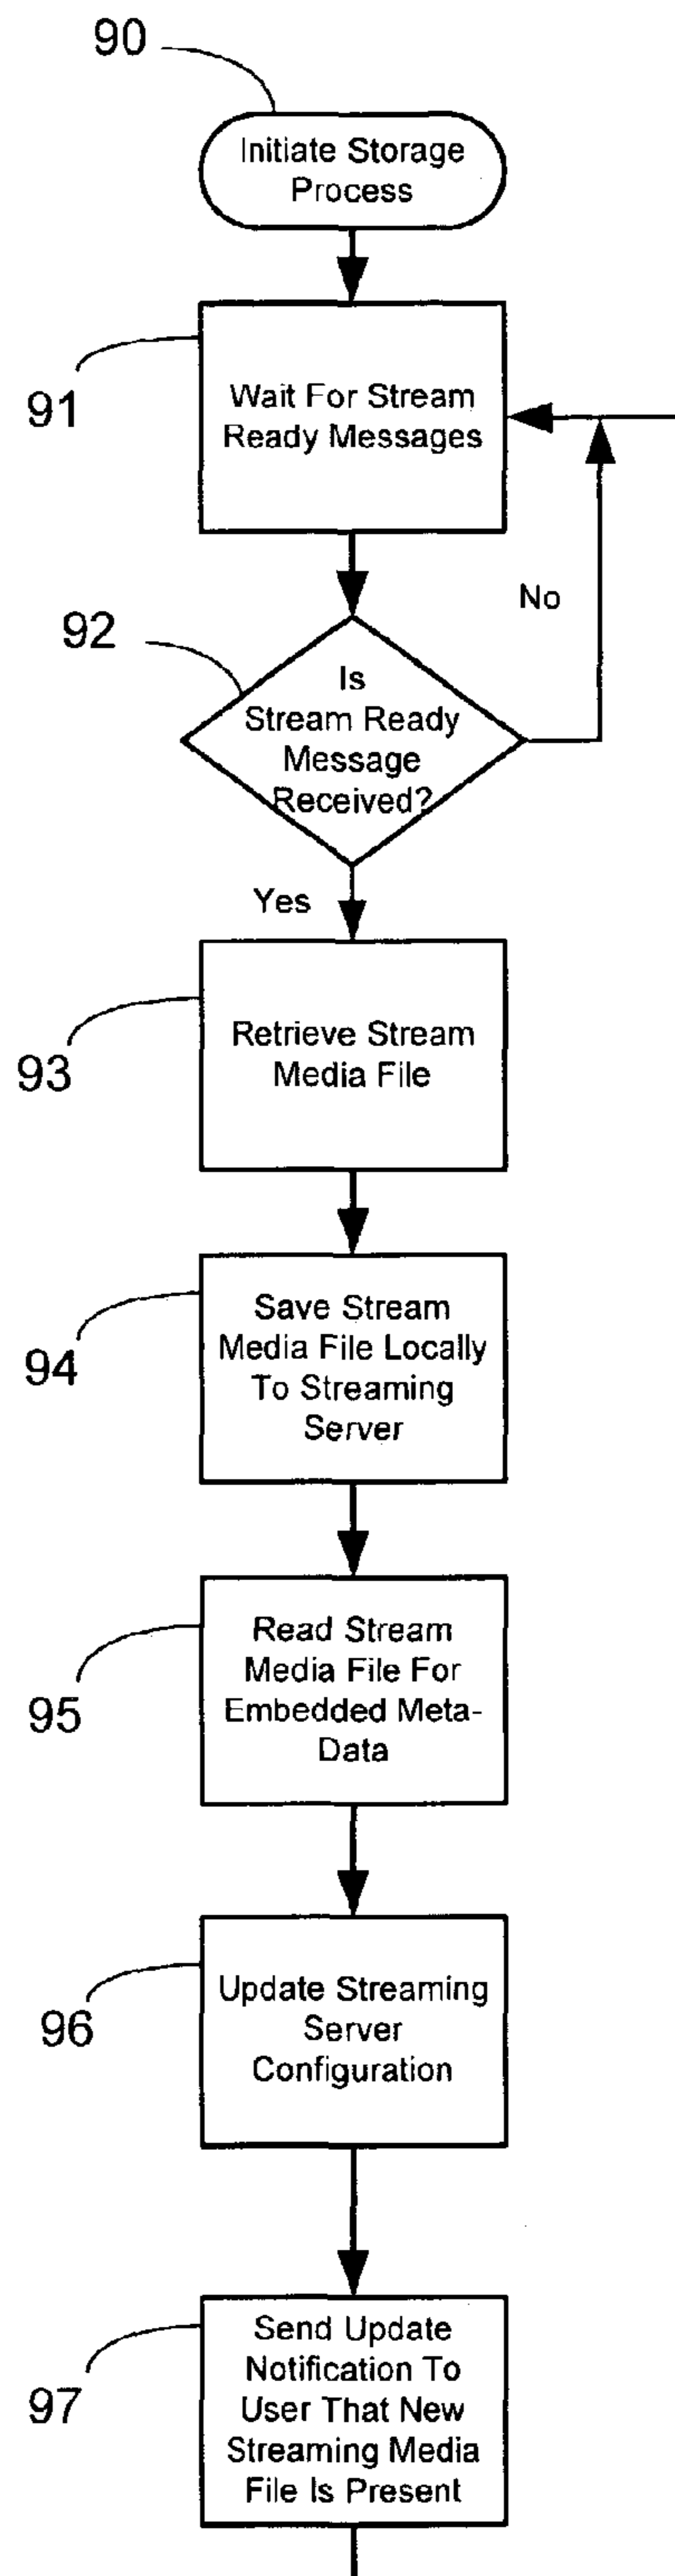 90
Initiate Storage
Process
91
Wait For Stream
Ready Messages
No
92
Is
Stream Ready
Message
Received?
Yes
93
Retrieve Stream
Media File
94
Save Stream
Media File Locally
To Streaming
Server
95
Read Stream
Media File For
Embedded Meta-
Data
96
Update Streaming
Server
Configuration
97
Send Update
Notification To
User That New
Streaming Media
File Is Present